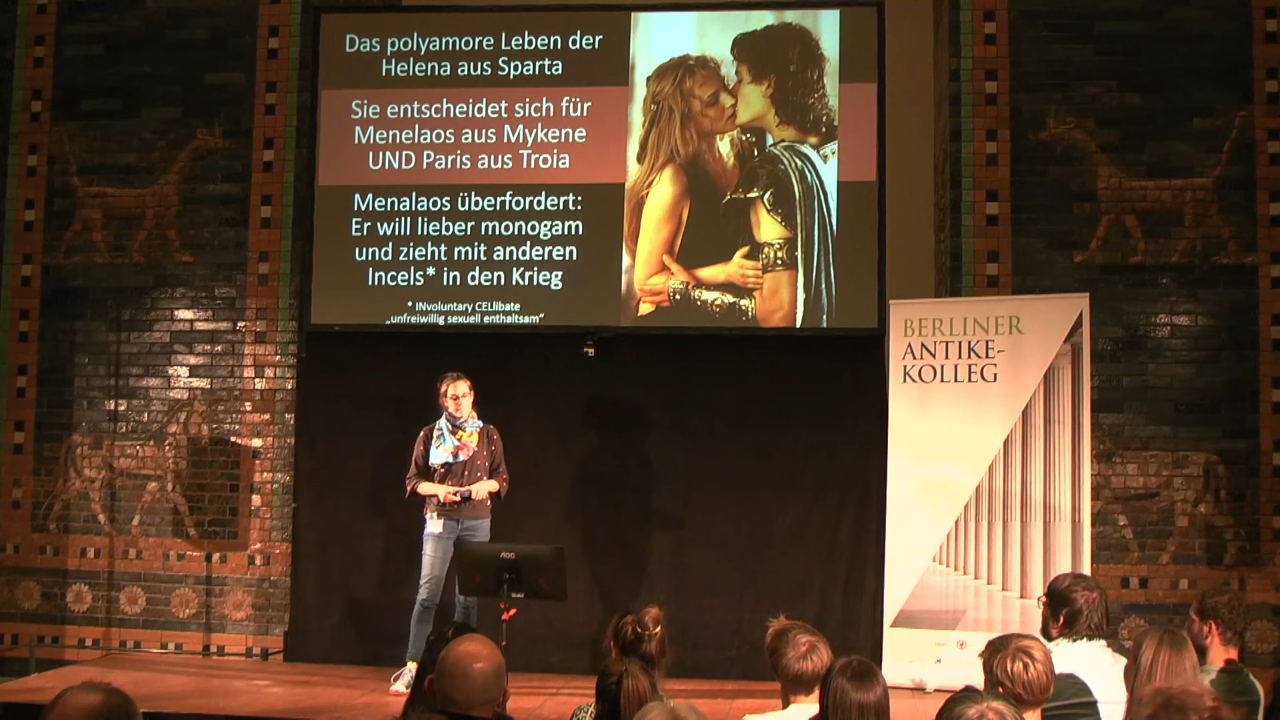 Das polyamore Leben der
Helena aus Sparta
Sie entscheidet sich für
Menelaos aus Mykene
UND Paris aus Troia
Menalaos überfordert:
Er will lieber monogam
und zieht mit anderen
Incels* in den Krieg
* INvoluntary CELlibate
„unfreiwillig sexuell enthaltsam“
BERLINER
ANTIKE-
KOLLEG
AOC